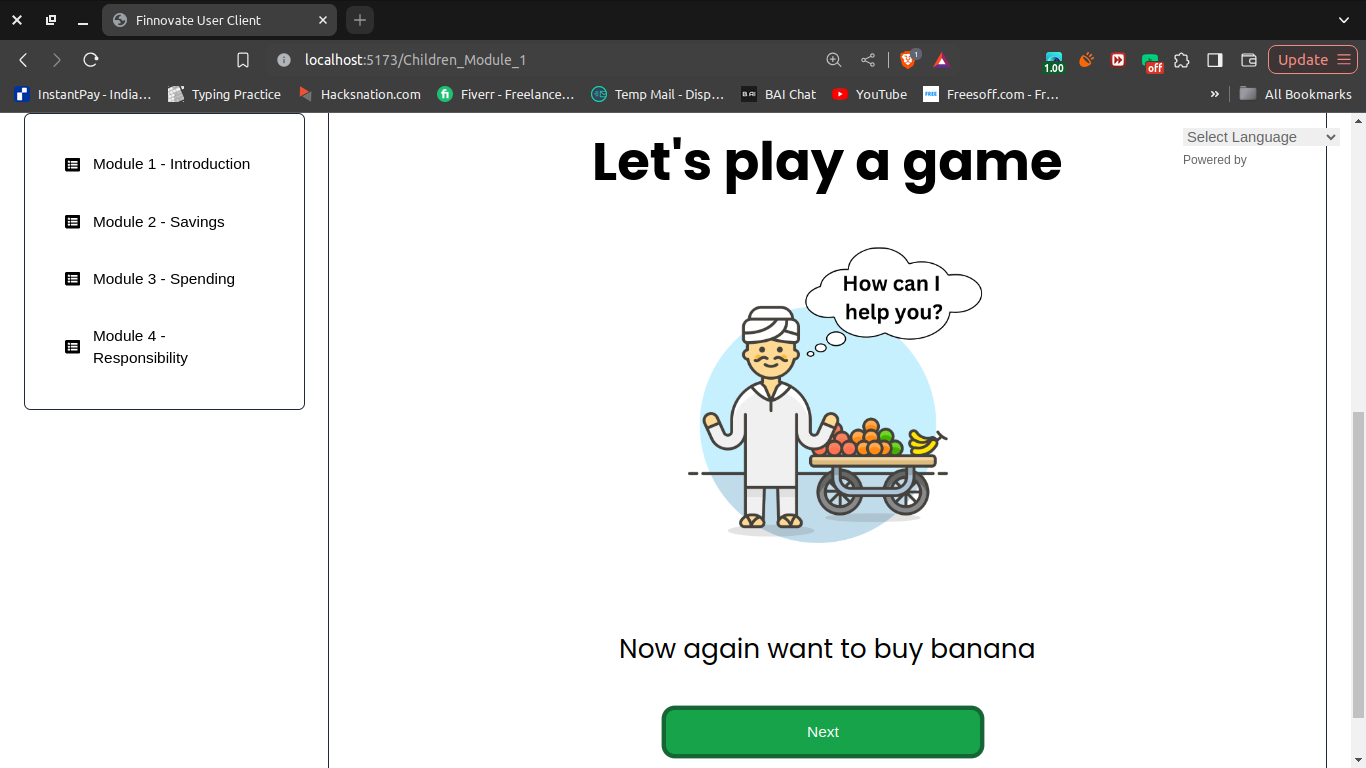 Finnovate User Client
localhost:5173/Children_Module_1
1
1.00
off
Update
InstantPay - India…
Typing Practice
Hacksnation.com
Fiverr - Freelance…
Temp Mail - Disp…
BAI Chat
YouTube
Freesoff.com - Fr…
»
All Bookmarks
Module 1 - Introduction
Module 2 - Savings
Module 3 - Spending
Module 4 -
Responsibility
Let's play a game
Select Language
Powered by
How can I
help you?
Now again want to buy banana
Next